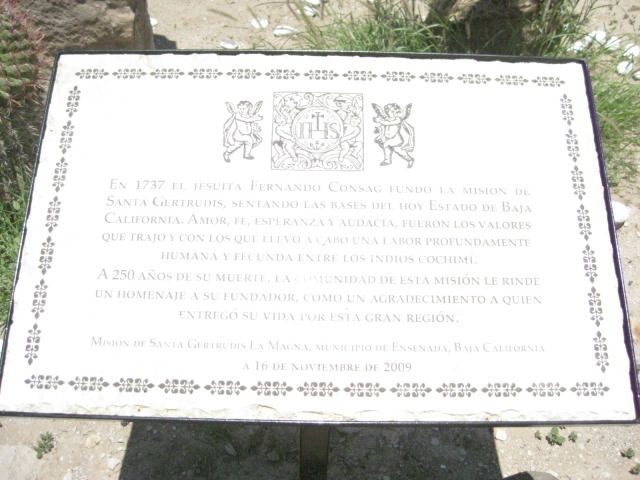 IHS
En 1737 el jesuita Fernando Consag fundo la mision de
Santa Gertrudis, sentando las bases del hoy Estado de Baja
California. Amor, fe, esperanza y audacia, fueron los valores
que trajo y con los que llevo a cabo una labor profundamente
humana y fecunda entre los indios cochimí.
A 250 años de su muerte, la comunidad de esta misión le rinde
un homenaje a su fundador, como un agradecimiento a quien
entregó su vida por esta gran región.
Mision de Santa Gertrudis La Magna, municipio de Ensenada, Baja California
a 16 de noviembre de 2009